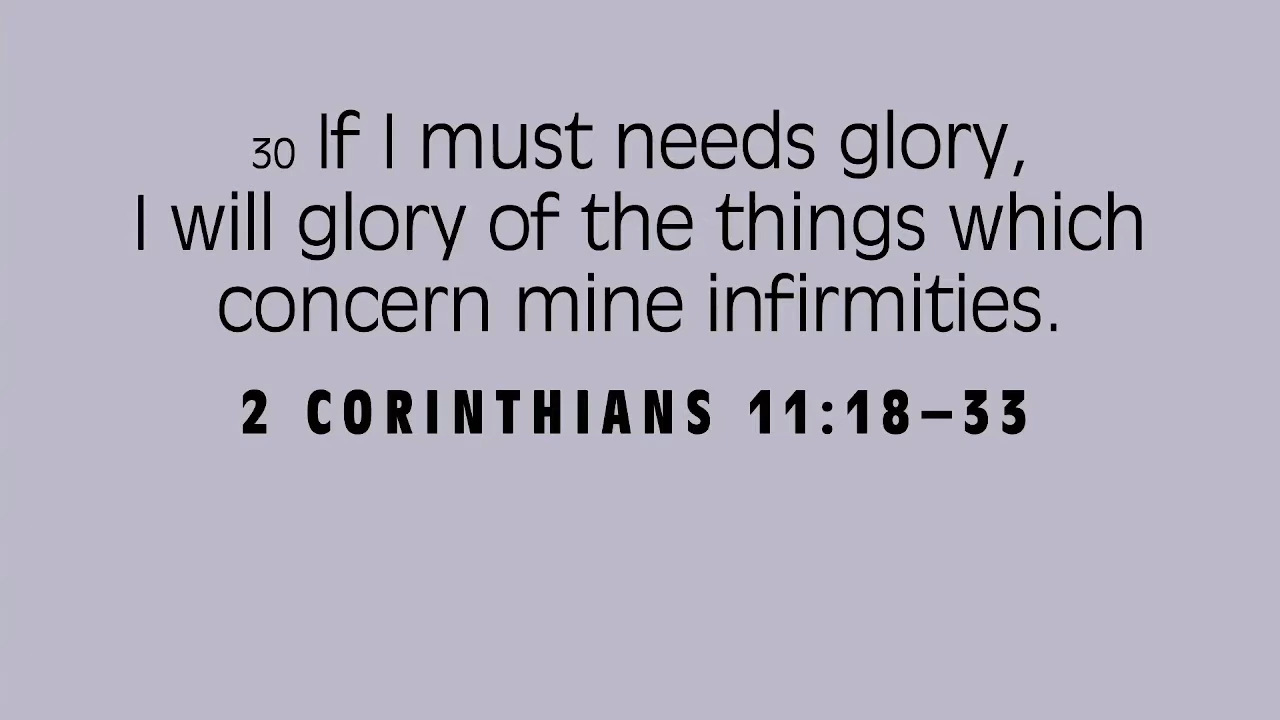 30 If I must needs glory,
I will glory of the things which
concern mine infirmities.
2 CORINTHIANS 11:18–33